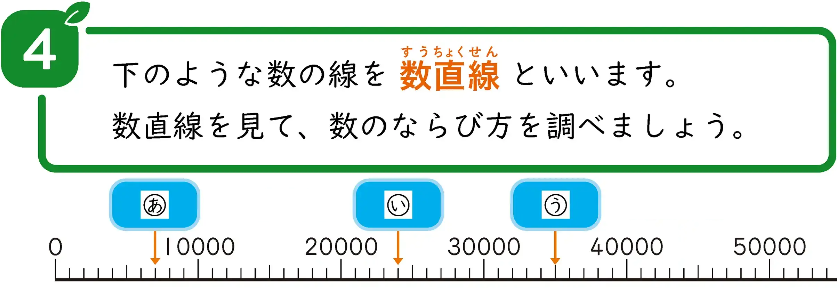 4
すうちょくせん
下のような数の線を 数直線 といいます。
数直線を見て、数のならび方を調べましょう。
あ い う
0 10000 20000 30000 40000 50000